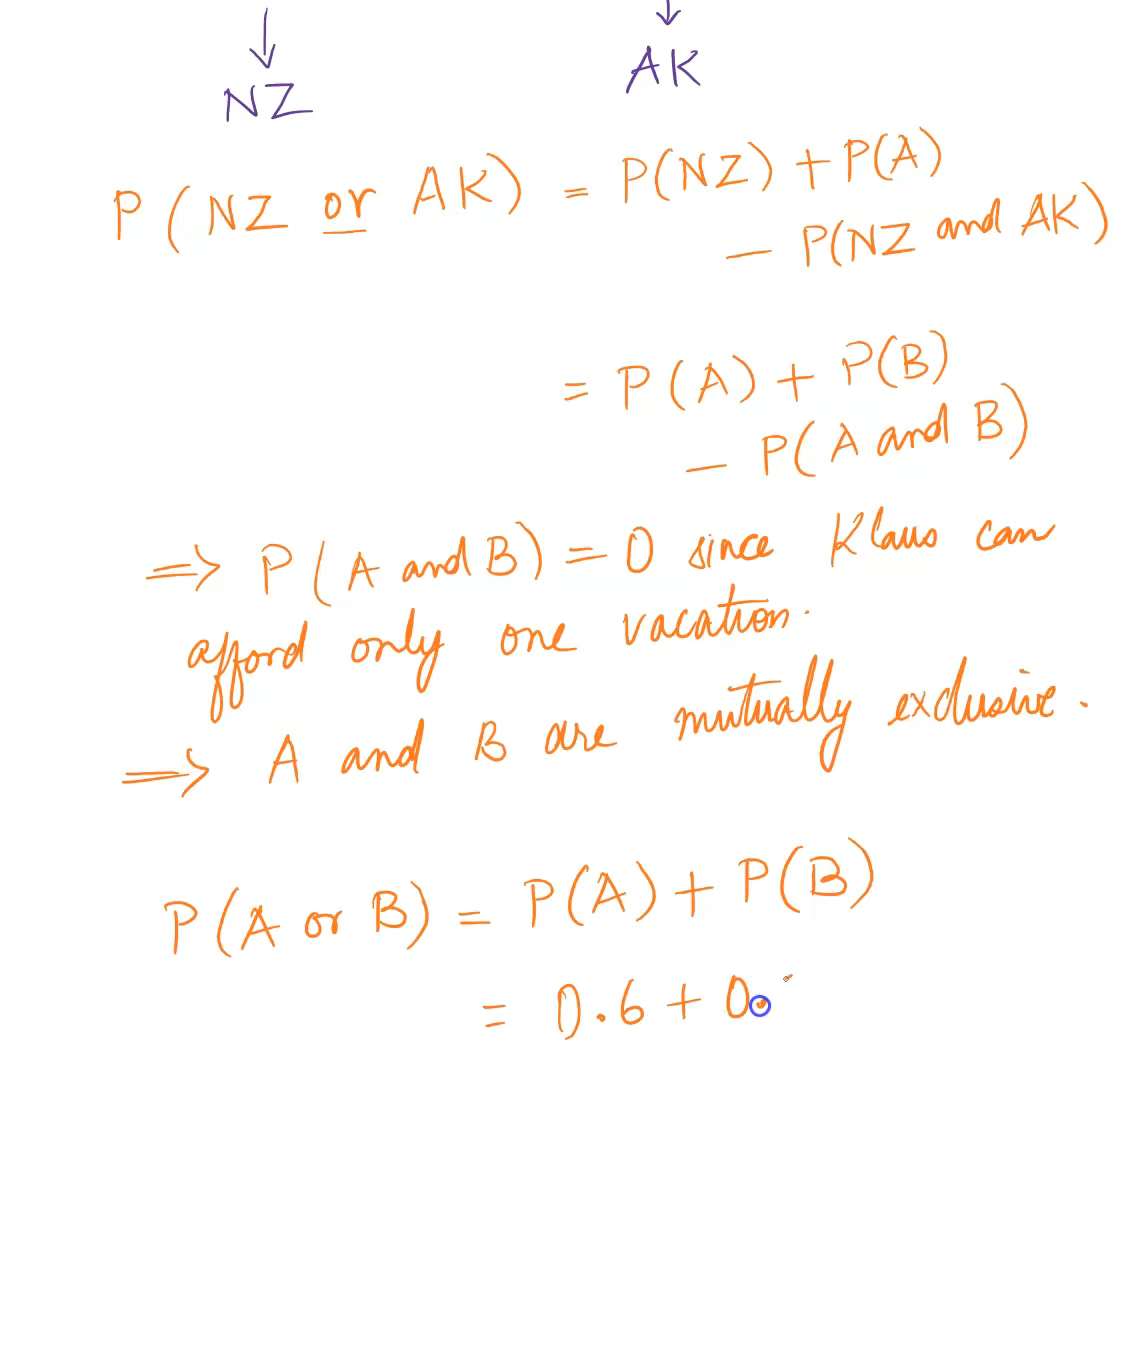 NZ AK
P(NZ or AK) = P(NZ) + P(A)
— P(NZ and AK)
= P(A) + P(B)
— P(A and B)
⇒ P(A and B) = 0 since Klaus can
afford only one vacation.
⇒ A and B are mutually exclusive.
P(A or B) = P(A) + P(B)
= 0.6 + 0.